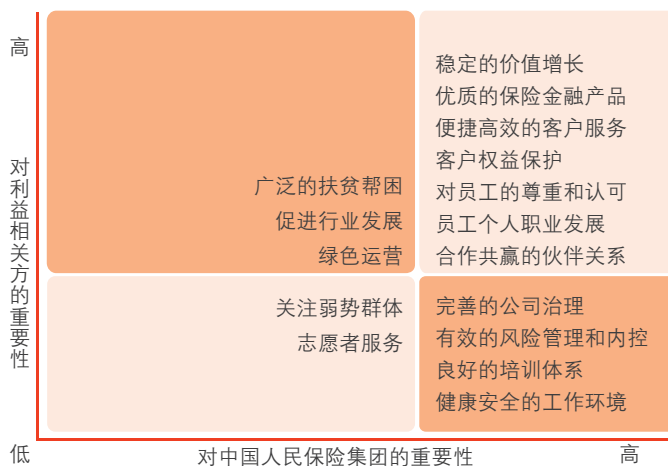 高
对利益相关方的重要性
低
广泛的扶贫帮困
促进行业发展
绿色运营
稳定的价值增长
优质的保险金融产品
便捷高效的客户服务
客户权益保护
对员工的尊重和认可
员工个人职业发展
合作共赢的伙伴关系
关注弱势群体
志愿者服务
完善的公司治理
有效的风险管理和内控
良好的培训体系
健康安全的工作环境
对中国人民保险集团的重要性
高